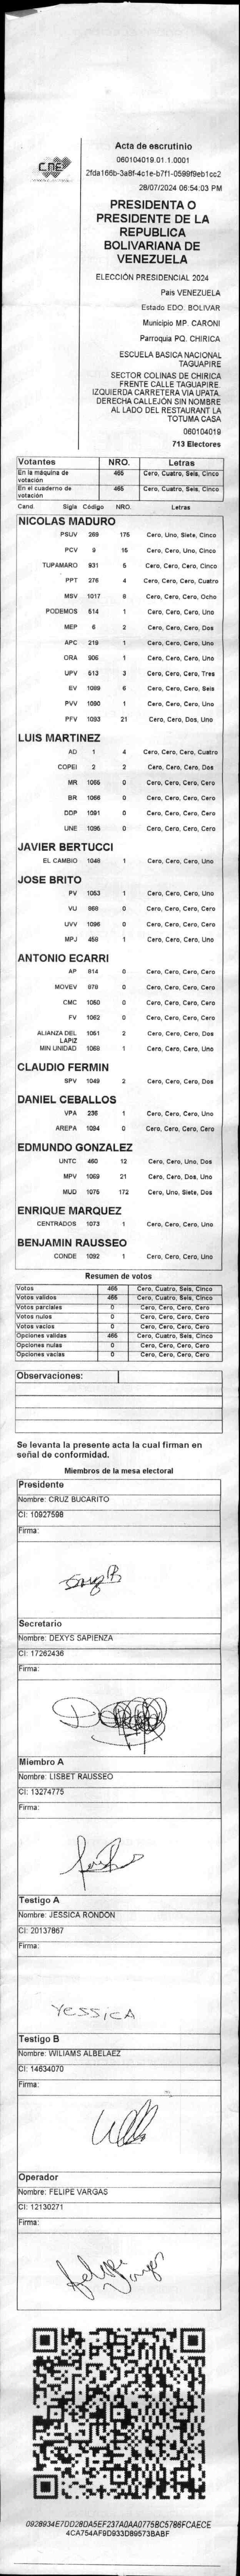 CNE
Acta de escrutinio
060104019.01.1.0001
2fda166b-3a8f-4c1e-b7f1-0599f9eb1cc2
28/07/2024 06:54:03 PM
PRESIDENTA O
PRESIDENTE DE LA
REPUBLICA
BOLIVARIANA DE
VENEZUELA
ELECCIÓN PRESIDENCIAL 2024
Pais VENEZUELA
Estado EDO. BOLIVAR
Municipio MP. CARONI
Parroquia PQ. CHIRICA
ESCUELA BASICA NACIONAL
TAGUAPIRE
SECTOR COLINAS DE CHIRICA
FRENTE CALLE TAGUAPIRE.
IZQUIERDA CARRETERA VIA UPATA.
DERECHA CALLEJÓN SIN NOMBRE
AL LADO DEL RESTAURANT LA
TOTUMA CASA
060104019
713 Electores
Votantes NRO. Letras
En la máquina de votación 465 Cero, Cuatro, Seis, Cinco
En el cuaderno de votación 465 Cero, Cuatro, Seis, Cinco
Cand. Sigla Código NRO. Letras
NICOLAS MADURO
PSUV 269 175 Cero, Uno, Siete, Cinco
PCV 9 15 Cero, Cero, Uno, Cinco
TUPAMARO 931 5 Cero, Cero, Cero, Cinco
PPT 276 4 Cero, Cero, Cero, Cuatro
MSV 1017 8 Cero, Cero, Cero, Ocho
PODEMOS 514 1 Cero, Cero, Cero, Uno
MEP 6 2 Cero, Cero, Cero, Dos
APC 219 1 Cero, Cero, Cero, Uno
ORA 906 1 Cero, Cero, Cero, Uno
UPV 513 3 Cero, Cero, Cero, Tres
EV 1089 6 Cero, Cero, Cero, Seis
PVV 1090 1 Cero, Cero, Cero, Uno
PFV 1093 21 Cero, Cero, Dos, Uno
LUIS MARTINEZ
AD 1 4 Cero, Cero, Cero, Cuatro
COPEI 2 2 Cero, Cero, Cero, Dos
MR 1065 0 Cero, Cero, Cero, Cero
BR 1066 0 Cero, Cero, Cero, Cero
DDP 1091 0 Cero, Cero, Cero, Cero
UNE 1095 0 Cero, Cero, Cero, Cero
JAVIER BERTUCCI
EL CAMBIO 1048 1 Cero, Cero, Cero, Uno
JOSE BRITO
PV 1053 1 Cero, Cero, Cero, Uno
VU 868 0 Cero, Cero, Cero, Cero
UVV 1096 0 Cero, Cero, Cero, Cero
MPJ 458 1 Cero, Cero, Cero, Uno
ANTONIO ECARRI
AP 814 0 Cero, Cero, Cero, Cero
MOVEV 878 0 Cero, Cero, Cero, Cero
CMC 1050 0 Cero, Cero, Cero, Cero
FV 1062 0 Cero, Cero, Cero, Cero
ALIANZA DEL LAPIZ 1051 2 Cero, Cero, Cero, Dos
MIN UNIDAD 1068 1 Cero, Cero, Cero, Uno
CLAUDIO FERMIN
SPV 1049 2 Cero, Cero, Cero, Dos
DANIEL CEBALLOS
VPA 236 1 Cero, Cero, Cero, Uno
AREPA 1094 0 Cero, Cero, Cero, Cero
EDMUNDO GONZALEZ
UNTC 460 12 Cero, Cero, Uno, Dos
MPV 1069 21 Cero, Cero, Dos, Uno
MUD 1075 172 Cero, Uno, Siete, Dos
ENRIQUE MARQUEZ
CENTRADOS 1073 1 Cero, Cero, Cero, Uno
BENJAMIN RAUSSEO
CONDE 1092 1 Cero, Cero, Cero, Uno
Resumen de votos
Votos 465 Cero, Cuatro, Seis, Cinco
Votos validos 465 Cero, Cuatro, Seis, Cinco
Votos parciales 0 Cero, Cero, Cero, Cero
Votos nulos 0 Cero, Cero, Cero, Cero
Votos vacios 0 Cero, Cero, Cero, Cero
Opciones validas 465 Cero, Cuatro, Seis, Cinco
Opciones nulas 0 Cero, Cero, Cero, Cero
Opciones vacias 0 Cero, Cero, Cero, Cero
Observaciones:
Se levanta la presente acta la cual firman en
señal de conformidad.
Miembros de la mesa electoral
Presidente
Nombre: CRUZ BUCARITO
CI: 10927598
Firma:
Secretario
Nombre: DEXYS SAPIENZA
CI: 17262436
Firma:
Miembro A
Nombre: LISBET RAUSSEO
CI: 13274775
Firma:
Testigo A
Nombre: JESSICA RONDON
CI: 20137867
Firma:
YESSICA
Testigo B
Nombre: WILIAMS ALBELAEZ
CI: 14634070
Firma:
Operador
Nombre: FELIPE VARGAS
CI: 12130271
Firma:
Felipe Vargas
0928934E7DD28DA5EF237A0AA0775BC5786FCAECE
4CA754AF9D933D89573BABF